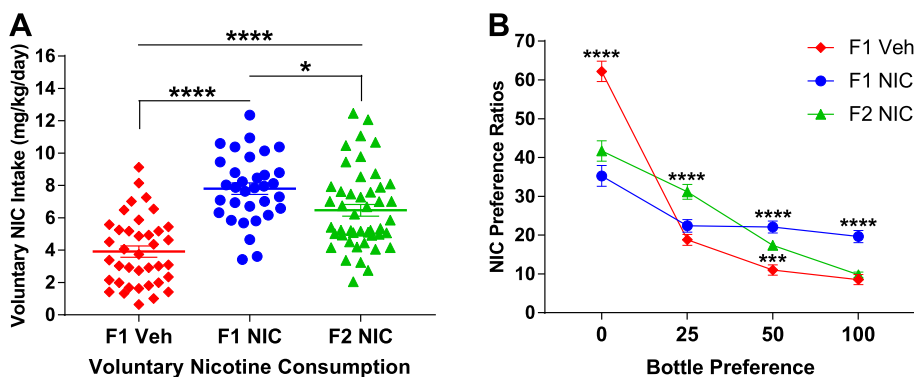 A
Voluntary NIC Intake (mg/kg/day)
16
14
12
10
8
6
4
2
0
****
****
*
F1 Veh
F1 NIC
F2 NIC
Voluntary Nicotine Consumption
B
NIC Preference Ratios
70
60
50
40
30
20
10
0
****
****
****
***
****
0
25
50
100
Bottle Preference
F1 Veh
F1 NIC
F2 NIC